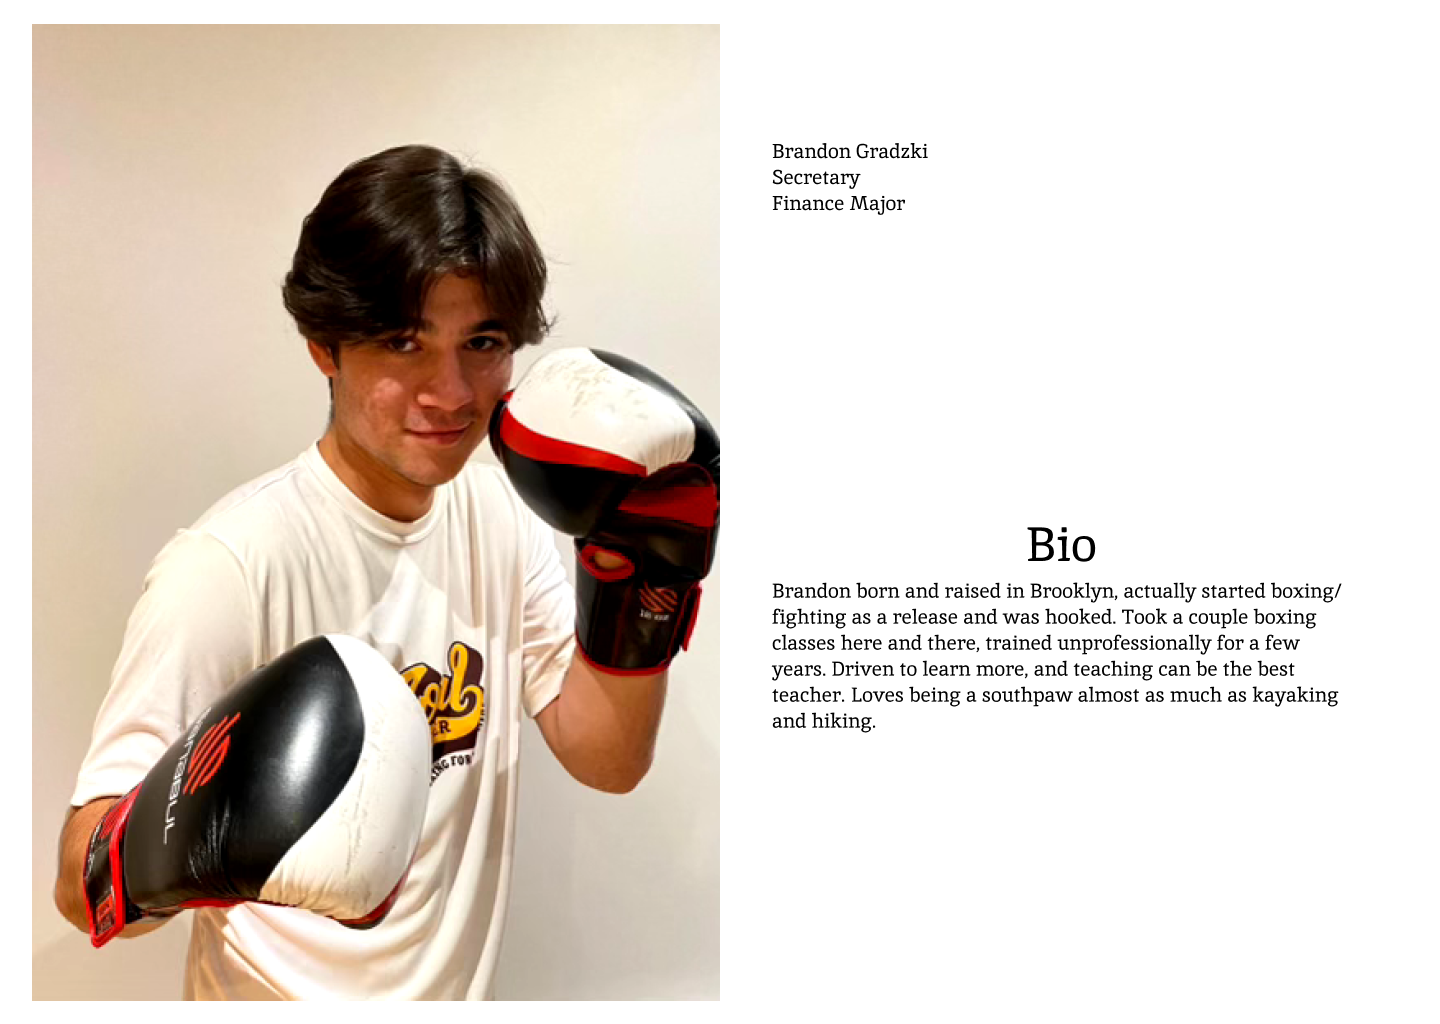 Brandon Gradzki
Secretary
Finance Major
Bio
Brandon born and raised in Brooklyn, actually started boxing/
fighting as a release and was hooked. Took a couple boxing
classes here and there, trained unprofessionally for a few
years. Driven to learn more, and teaching can be the best
teacher. Loves being a southpaw almost as much as kayaking
and hiking.